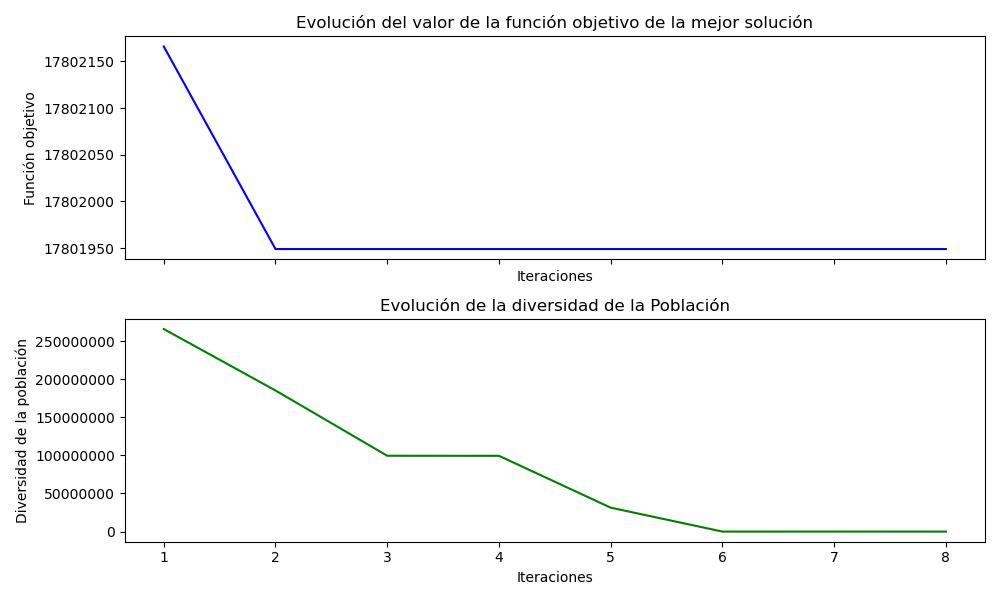 Evolución del valor de la función objetivo de la mejor solución
Función objetivo
17802150
17802100
17802050
17802000
17801950
Iteraciones
Evolución de la diversidad de la Población
Diversidad de la población
250000000
200000000
150000000
100000000
50000000
0
1 2 3 4 5 6 7 8
Iteraciones